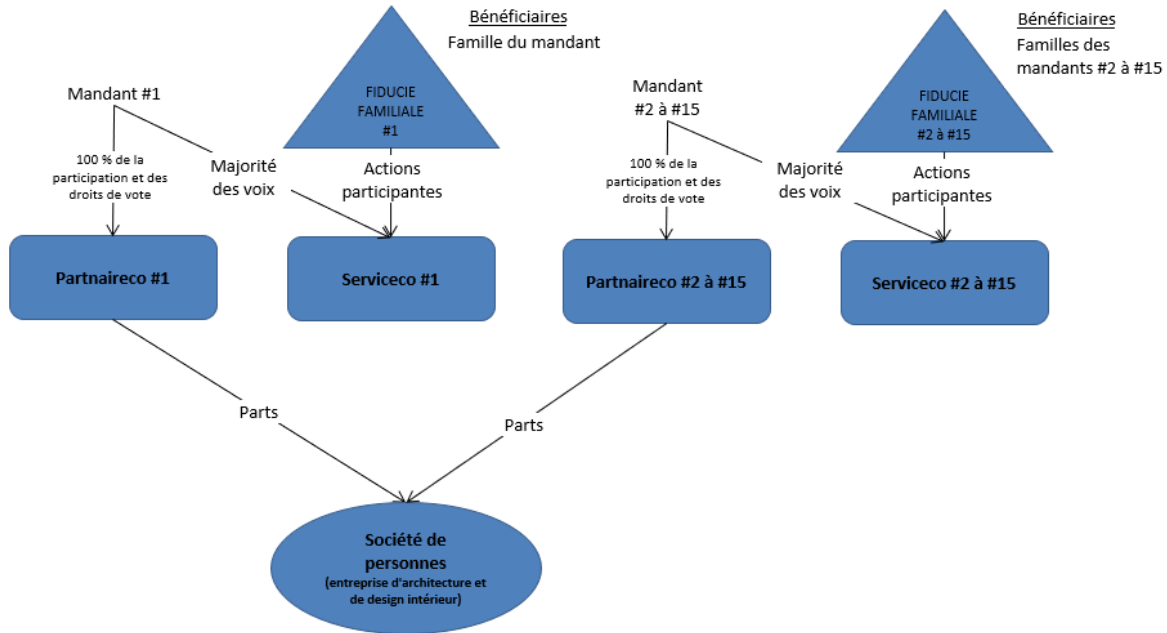 Bénéficiaires
Famille du mandant
Mandant #1
FIDUCIE
FAMILIALE
#1
100 % de la
participation et des
droits de vote
Majorité
des voix
Actions
participantes
Partnaireco #1
Serviceco #1
Bénéficiaires
Familles des
mandants #2 à #15
Mandant
#2 à #15
FIDUCIE
FAMILIALE
#2 à #15
100 % de la
participation et des
droits de vote
Majorité
des voix
Actions
participantes
Partnaireco #2 à #15
Serviceco #2 à #15
Parts
Parts
Société de
personnes
(entreprise d'architecture et
de design intérieur)